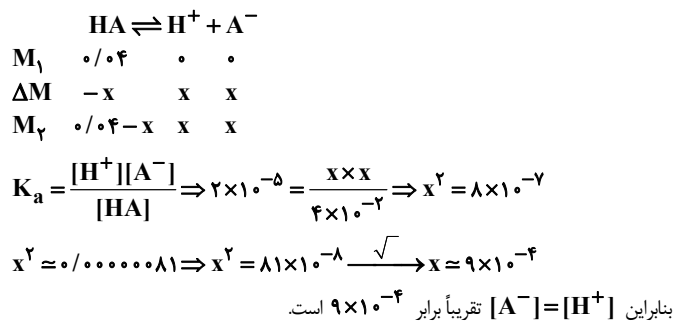 HA ⇌ H⁺ + A⁻
M₁ ۰/۰۴ ۰ ۰
ΔM −x x x
M₂ ۰/۰۴−x x x
Kₐ = [H⁺][A⁻] / [HA] ⇒ ۲×۱۰⁻⁵ = x×x / ۴×۱۰⁻² ⇒ x² = ۸×۱۰⁻⁷
x² ≃ ۰/۰۰۰۰۰۰۸۱ ⇒ x² = ۸۱×۱۰⁻⁸ —√→ x ≃ ۹×۱۰⁻⁴
بنابراین [A⁻]=[H⁺] تقریباً برابر ۹×۱۰⁻⁴ است.